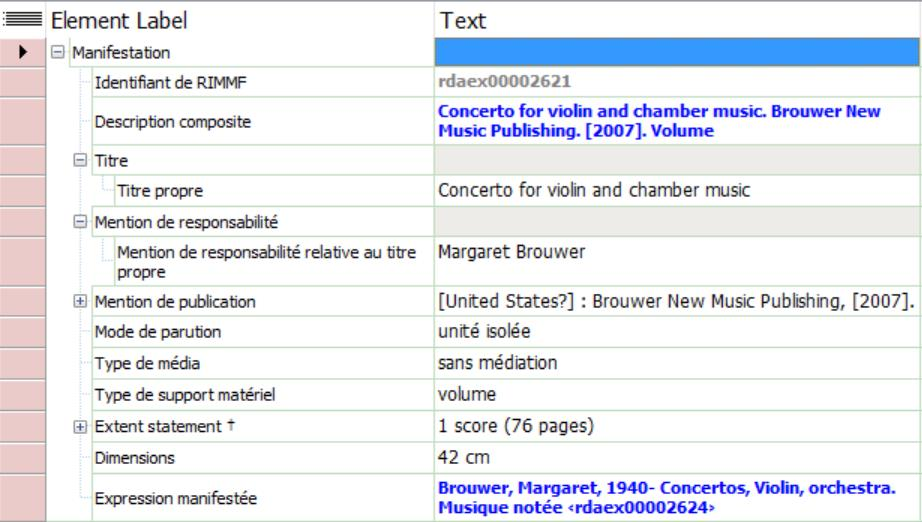 Element Label Text
Manifestation
Identifiant de RIMMF rdaex00002621
Description composite Concerto for violin and chamber music. Brouwer New
Music Publishing. [2007]. Volume
Titre
Titre propre Concerto for violin and chamber music
Mention de responsabilité
Mention de responsabilité relative au titre
propre Margaret Brouwer
Mention de publication [United States?] : Brouwer New Music Publishing, [2007].
Mode de parution unité isolée
Type de média sans médiation
Type de support matériel volume
Extent statement † 1 score (76 pages)
Dimensions 42 cm
Expression manifestée Brouwer, Margaret, 1940- Concertos, Violin, orchestra.
Musique notée ‹rdaex00002624›